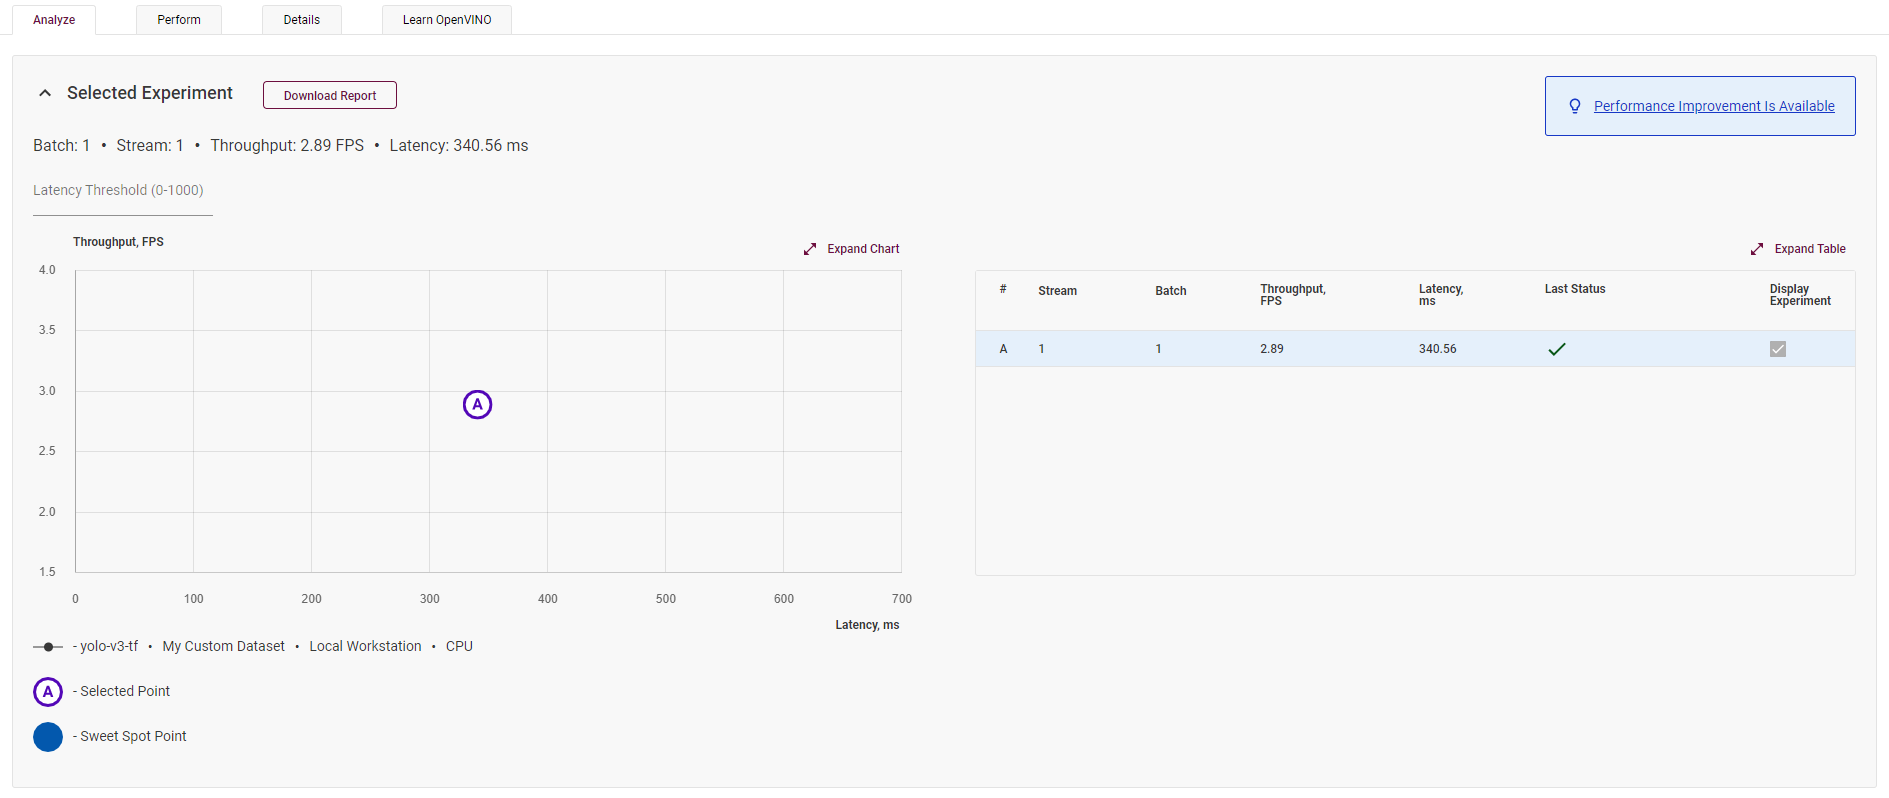 Analyze
Perform
Details
Learn OpenVINO
Selected Experiment
Download Report
Performance Improvement Is Available
Batch: 1 • Stream: 1 • Throughput: 2.89 FPS • Latency: 340.56 ms
Latency Threshold (0-1000)
Throughput, FPS
Expand Chart
4.0
3.5
3.0
2.5
2.0
1.5
A
0 100 200 300 400 500 600 700
Latency, ms
- yolo-v3-tf • My Custom Dataset • Local Workstation • CPU
A - Selected Point
- Sweet Spot Point
Expand Table
# Stream Batch Throughput, FPS Latency, ms Last Status Display Experiment
A 1 1 2.89 340.56